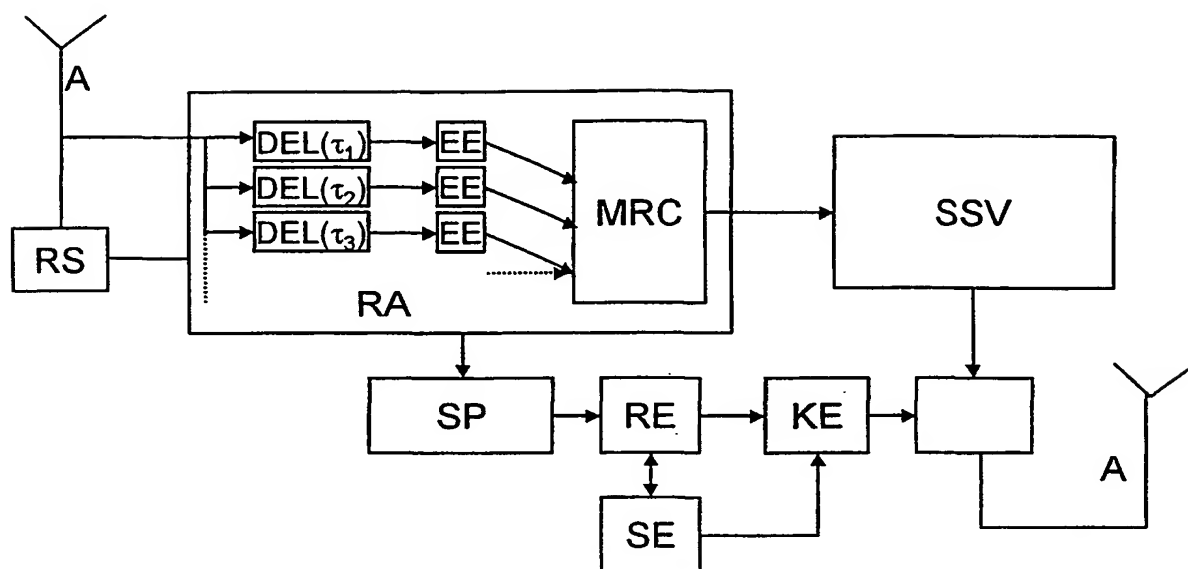 A
DEL(τ₁)
EE
DEL(τ₂)
EE
DEL(τ₃)
EE
MRC
SSV
RS
RA
SP
RE
KE
A
SE